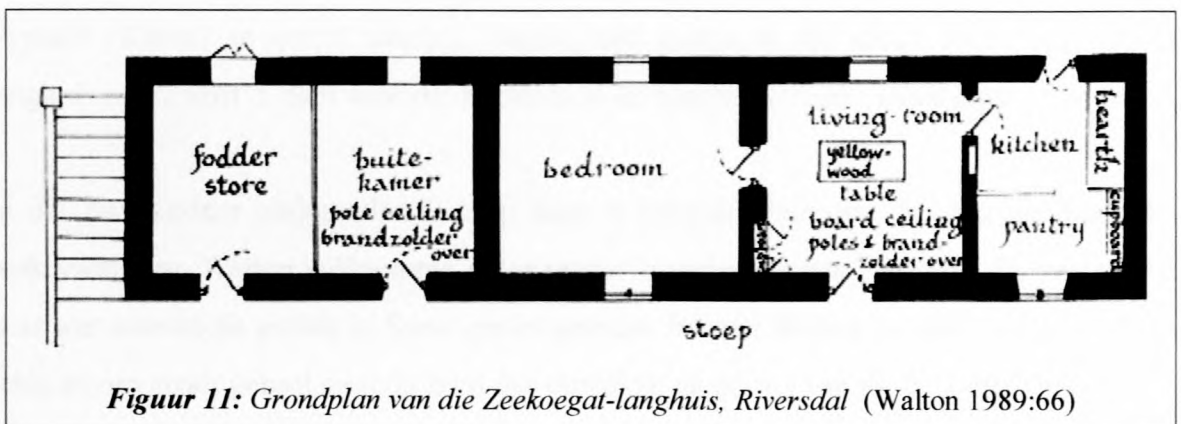 fodder
store
buite-
kamer
pole ceiling
brandzolder
over
bedroom
living-room
yellow-
wood
table
board ceiling
poles & brand-
zolder over
kitchen
hearth
pantry
cupboard
stoep
Figuur 11: Grondplan van die Zeekoegat-langhuis, Riversdal (Walton 1989:66)